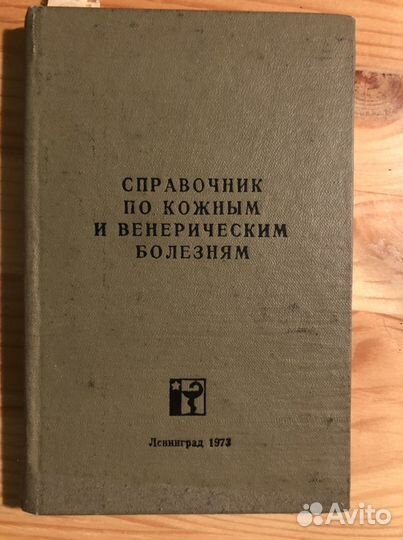 СПРАВОЧНИК
ПО КОЖНЫМ
И ВЕНЕРИЧЕСКИМ
БОЛЕЗНЯМ
Ленинград 1973
Avito